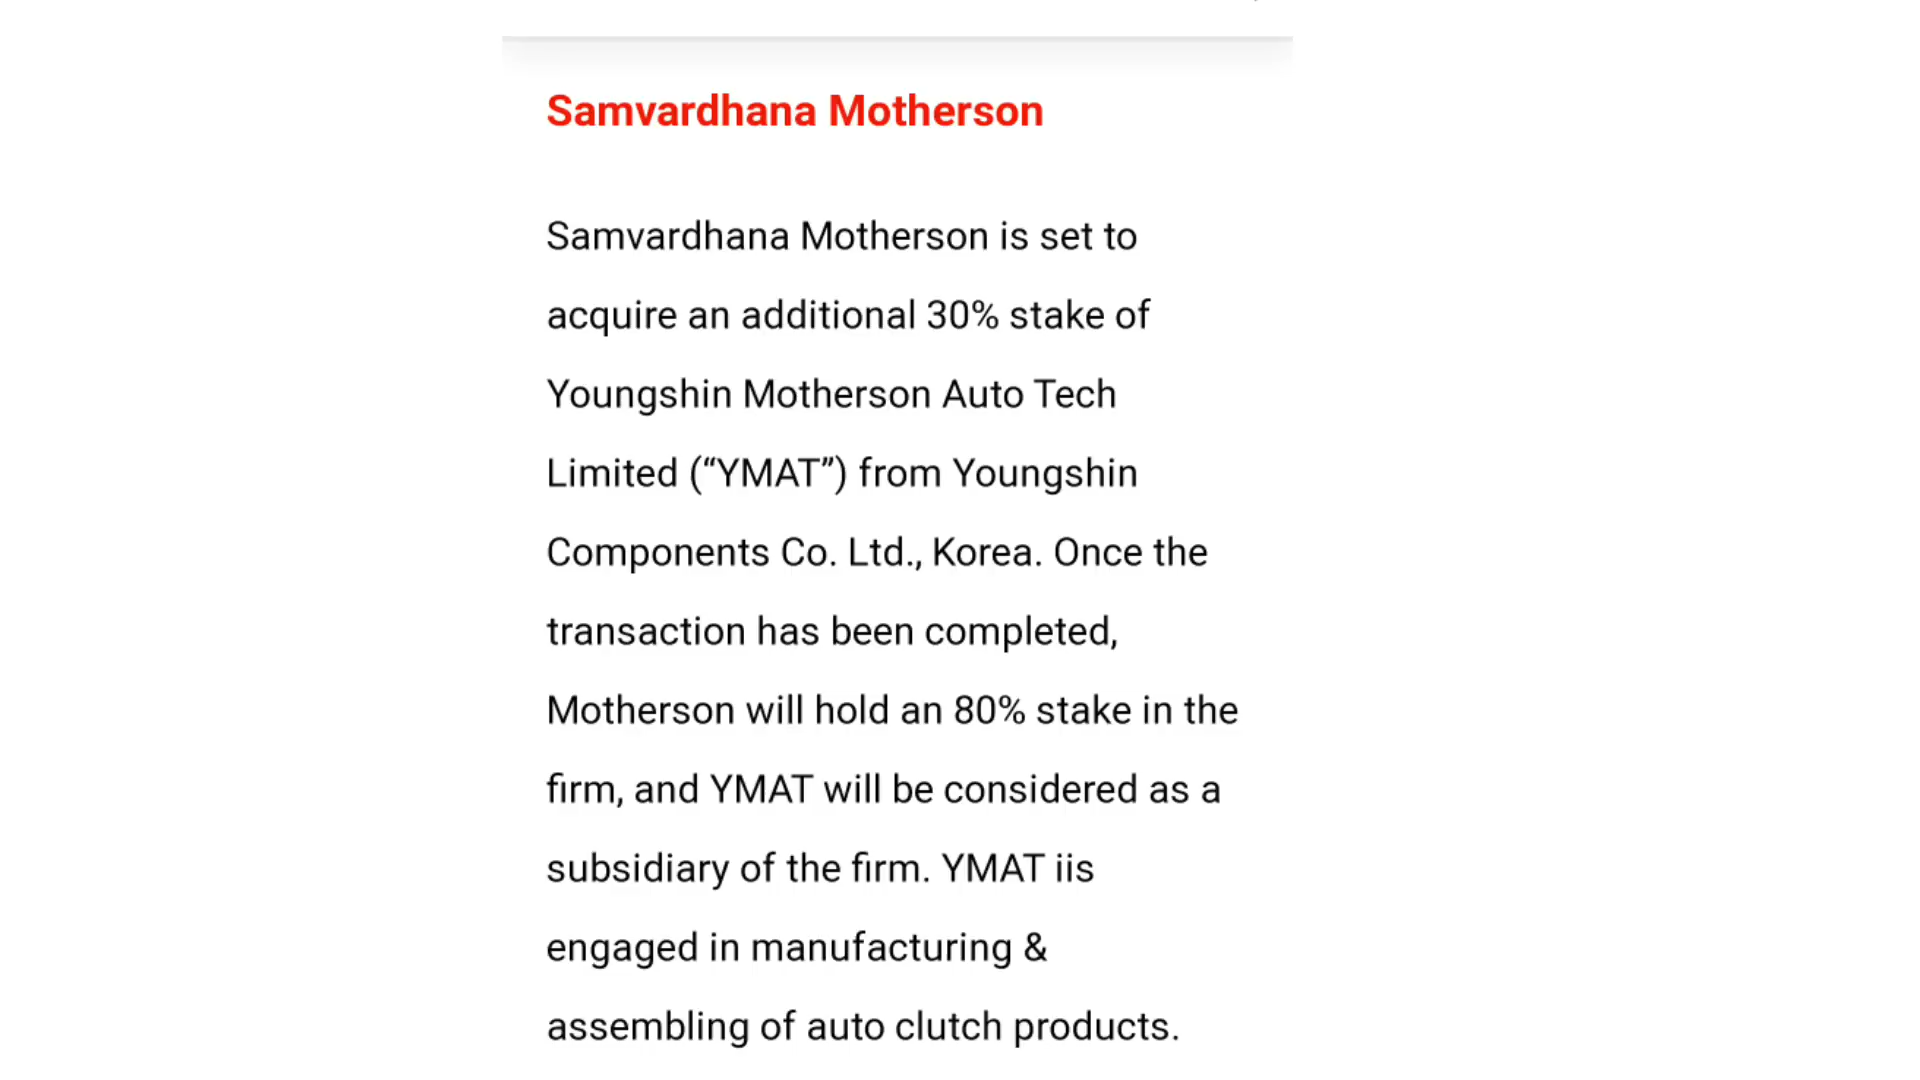 Samvardhana Motherson
Samvardhana Motherson is set to
acquire an additional 30% stake of
Youngshin Motherson Auto Tech
Limited (“YMAT”) from Youngshin
Components Co. Ltd., Korea. Once the
transaction has been completed,
Motherson will hold an 80% stake in the
firm, and YMAT will be considered as a
subsidiary of the firm. YMAT iis
engaged in manufacturing &
assembling of auto clutch products.